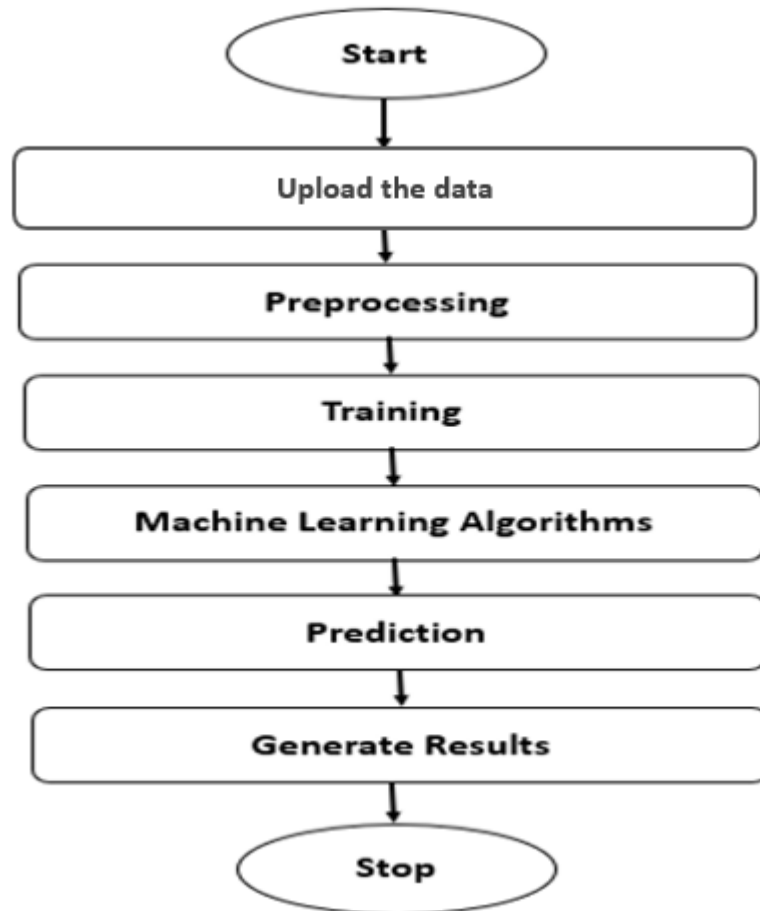 Start
Upload the data
Preprocessing
Training
Machine Learning Algorithms
Prediction
Generate Results
Stop